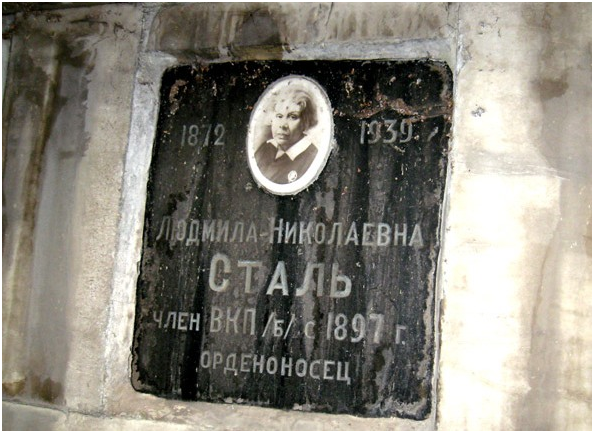 1872 1939
Людмила-Николаевна
Сталь
член ВКП/б/ с 1897 г.
орденоносец